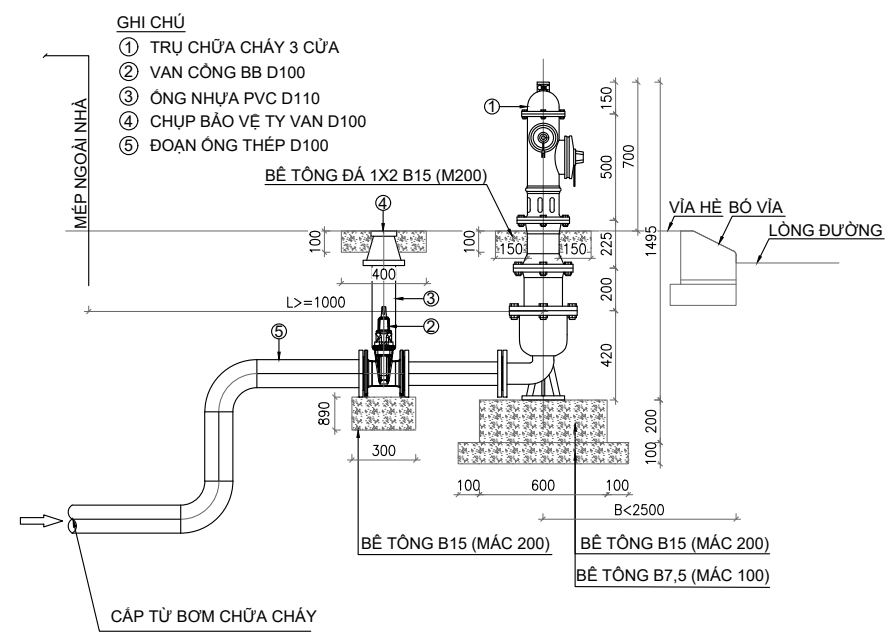 GHI CHÚ
1 TRỤ CHỮA CHÁY 3 CỬA
2 VAN CỔNG BB D100
3 ỐNG NHỰA PVC D110
4 CHỤP BẢO VỆ TY VAN D100
5 ĐOẠN ỐNG THÉP D100
MÉP NGOÀI NHÀ
BÊ TÔNG ĐÁ 1X2 B15 (M200)
1
150
500
700
1495
4
VỈA HÈ
BÓ VỈA
LÒNG ĐƯỜNG
100
100
150
150
225
400
200
3
L>=1000
2
5
420
890
300
200
100
100
600
100
B<2500
BÊ TÔNG B15 (MÁC 200)
BÊ TÔNG B15 (MÁC 200)
BÊ TÔNG B7,5 (MÁC 100)
CẤP TỪ BƠM CHỮA CHÁY